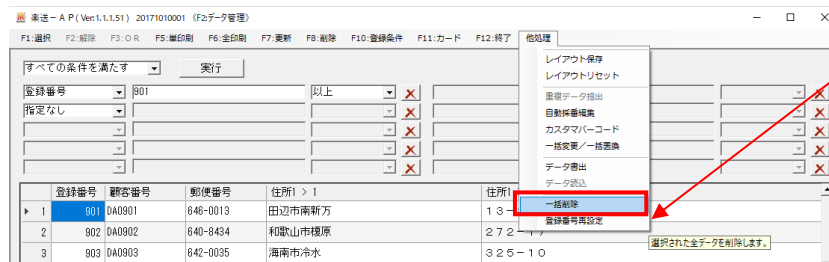 楽送－ＡＰ(Ver:1.1.1.51) 20171010001 《F2:データ管理》
F1:選択 F2:解除 F3:ＯＲ F5:単印刷 F6:全印刷 F7:更新 F8:削除 F10:登録条件 F11:カード F12:終了 他処理
すべての条件を満たす 実行
登録番号 901 以上
指定なし
レイアウト保存
レイアウトリセット
重複データ抽出
自動採番編集
カスタマバーコード
一括変更／一括置換
データ書出
データ読込
一括削除
登録番号再設定
選択された全データを削除します。
登録番号 顧客番号 郵便番号 住所1 > 1 住所1
1 901 DA0901 646-0013 田辺市南新万 １３－
2 902 DA0902 640-8434 和歌山市榎原 ２７２－１７
3 903 DA0903 642-0035 海南市冷水 ３２５－１０